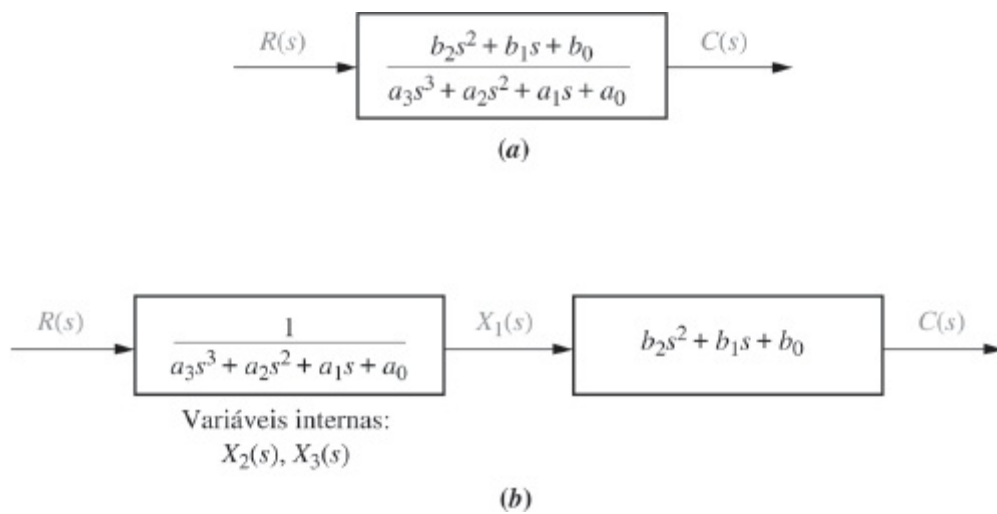 R(s)
b₂s² + b₁s + b₀
C(s)
a₃s³ + a₂s² + a₁s + a₀
(a)
R(s)
1
a₃s³ + a₂s² + a₁s + a₀
X₁(s)
b₂s² + b₁s + b₀
C(s)
Variáveis internas:
X₂(s), X₃(s)
(b)